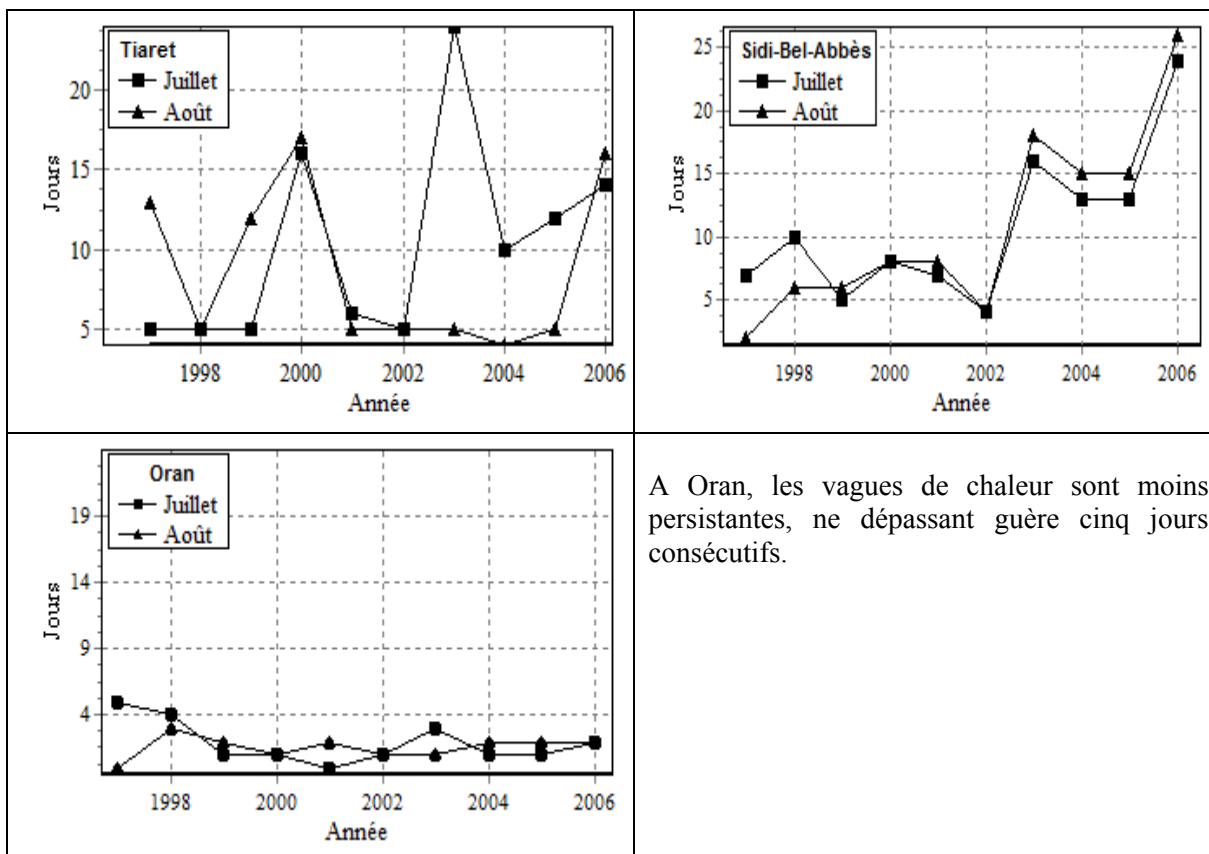 Tiaret
Juillet
Août
20
15
10
5
Jours
1998 2000 2002 2004 2006
Année
Sidi-Bel-Abbès
Juillet
Août
25
20
15
10
5
Jours
1998 2000 2002 2004 2006
Année
Oran
Juillet
Août
19
14
9
4
Jours
1998 2000 2002 2004 2006
Année
A Oran, les vagues de chaleur sont moins
persistantes, ne dépassant guère cinq jours
consécutifs.